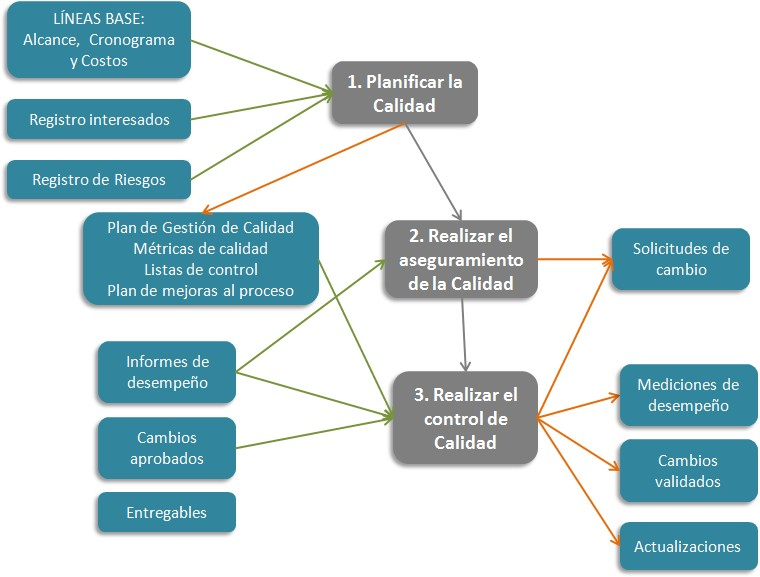 LÍNEAS BASE:
Alcance, Cronograma
y Costos
Registro interesados
Registro de Riesgos
1. Planificar la
Calidad
Plan de Gestión de Calidad
Métricas de calidad
Listas de control
Plan de mejoras al proceso
2. Realizar el
aseguramiento
de la Calidad
Solicitudes de
cambio
Informes de
desempeño
Cambios
aprobados
Entregables
3. Realizar el
control de
Calidad
Mediciones de
desempeño
Cambios
validados
Actualizaciones